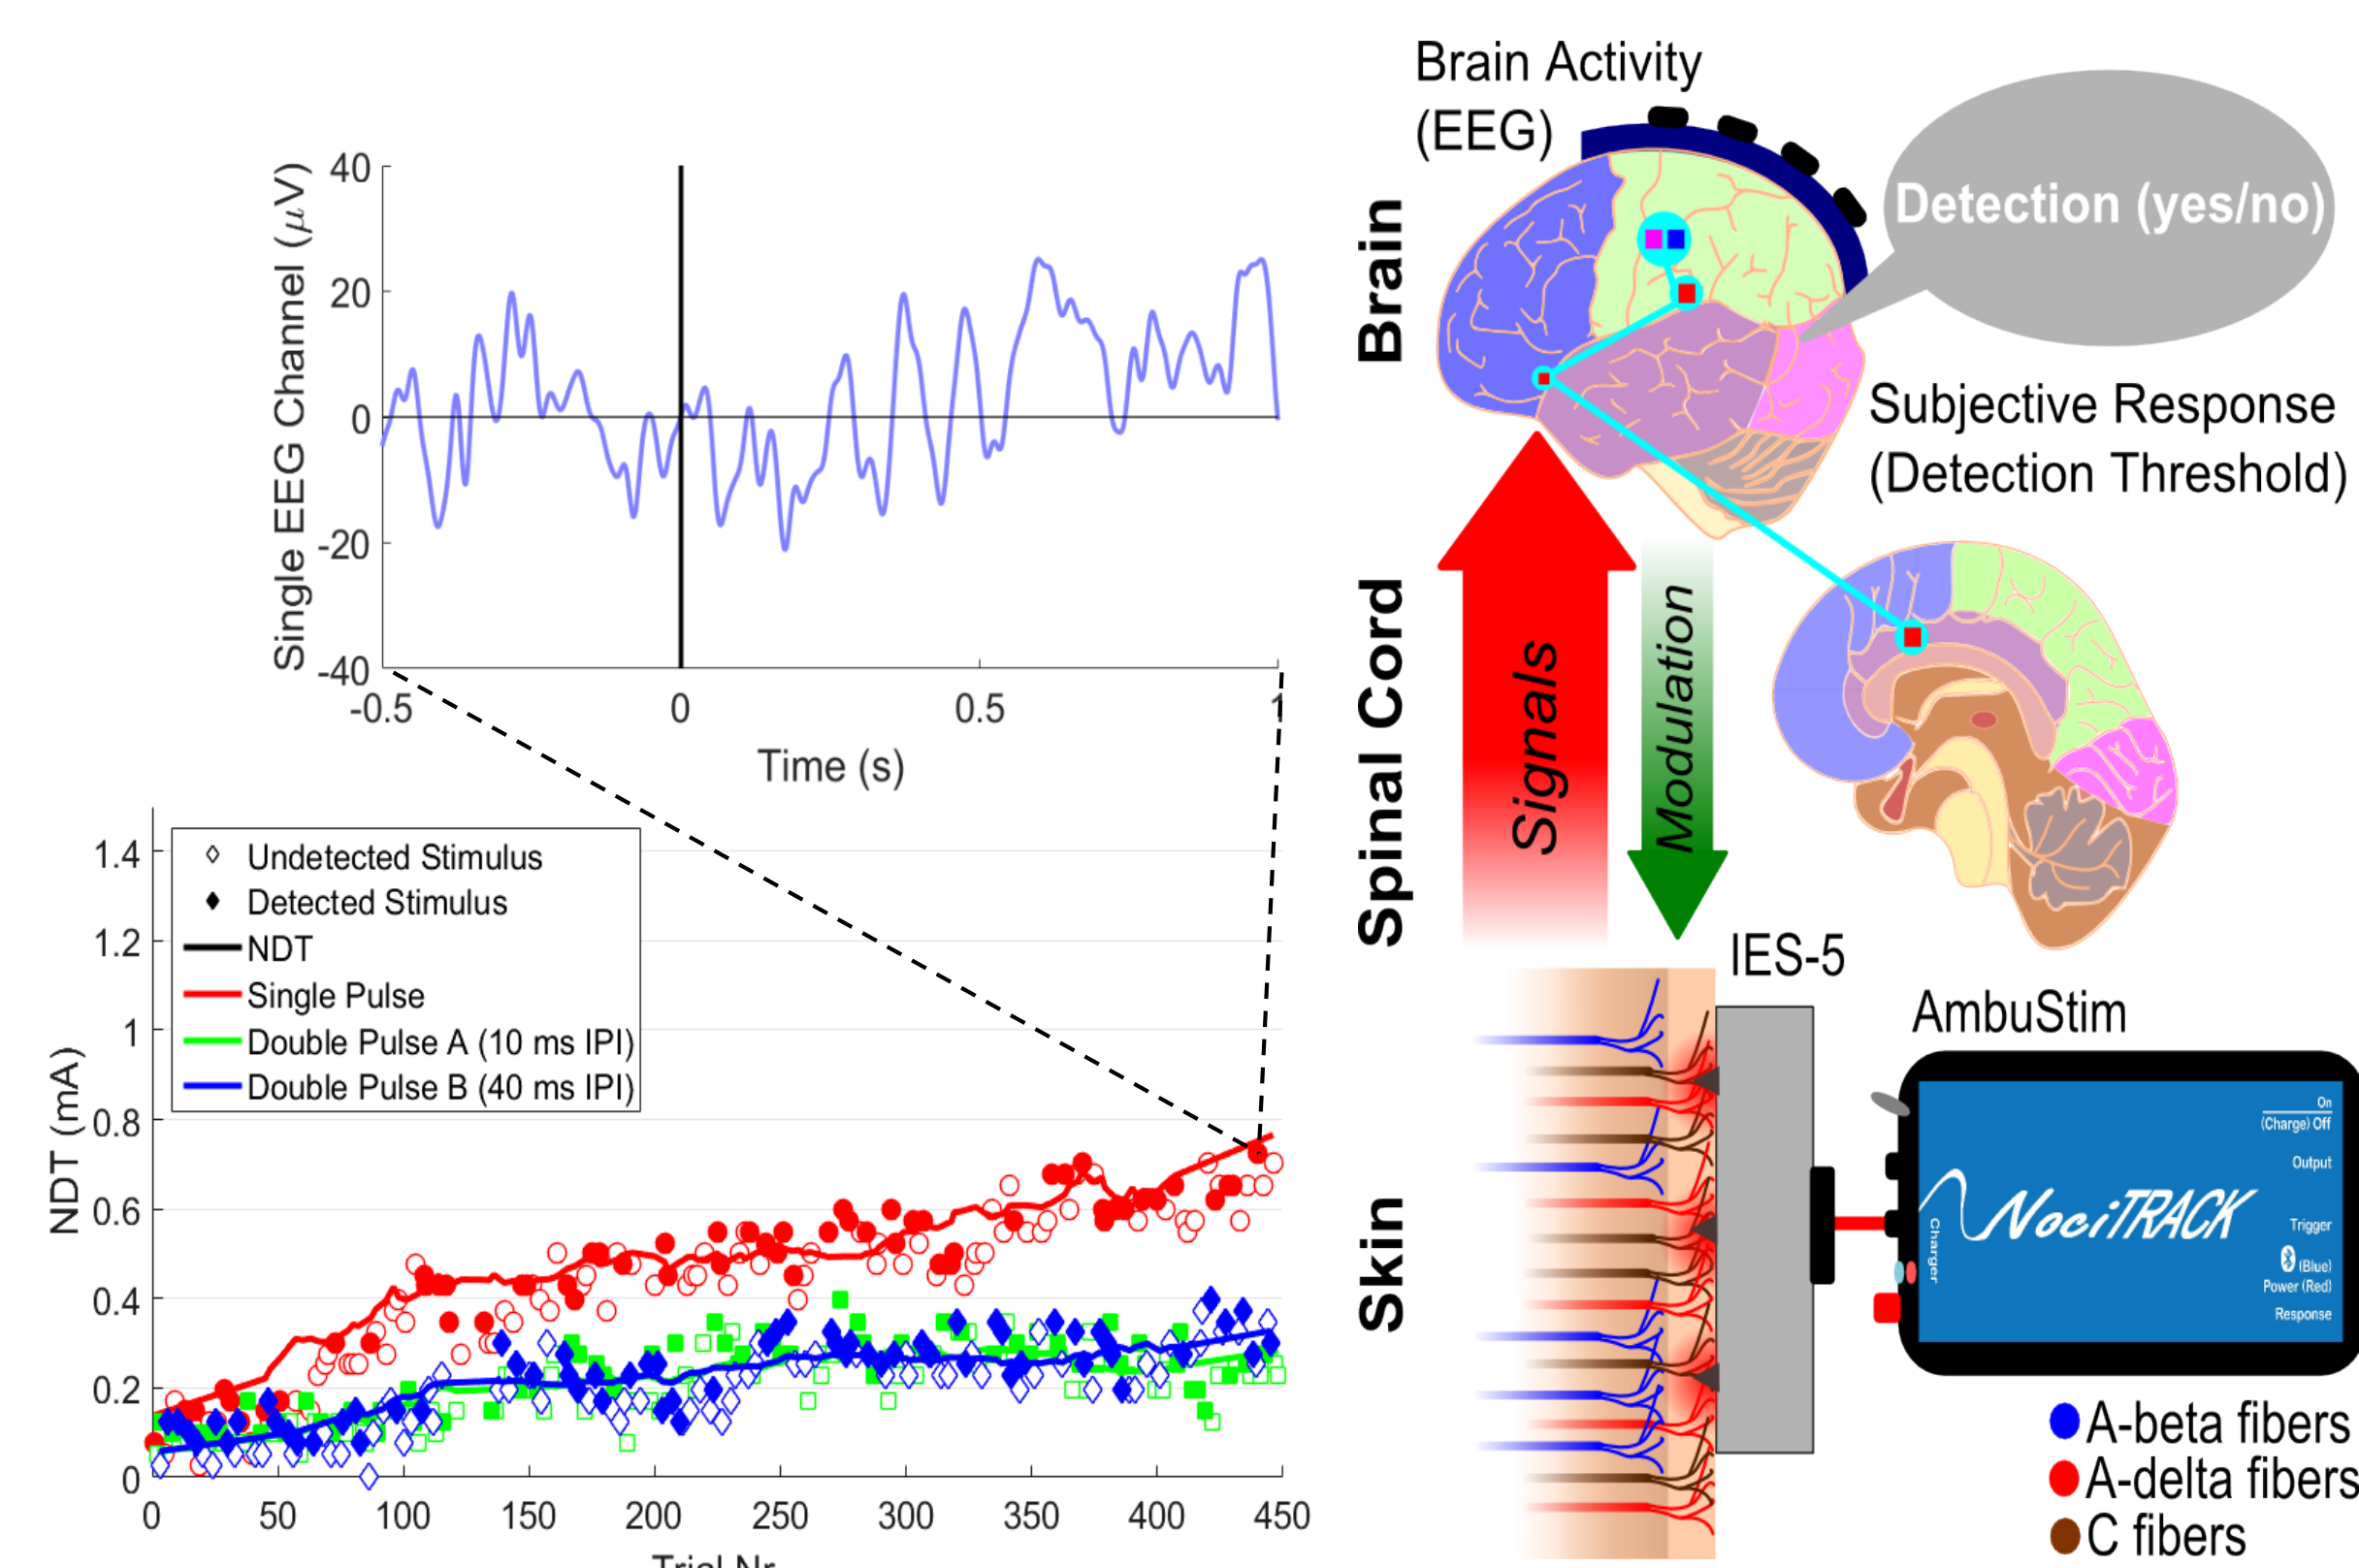 Brain Activity
(EEG)
Detection (yes/no)
Subjective Response
(Detection Threshold)
Brain
Spinal Cord
Skin
Signals
Modulation
Single EEG Channel (μV)
40
20
0
-20
-40
-0.5
0
0.5
1
Time (s)
NDT (mA)
1.4
1.2
1
0.8
0.6
0.4
0.2
0
Undetected Stimulus
Detected Stimulus
NDT
Single Pulse
Double Pulse A (10 ms IPI)
Double Pulse B (40 ms IPI)
0
50
100
150
200
250
300
350
400
450
Trial Nr
IES-5
AmbuStim
On
(Charge) Off
Output
NociTRACK
Trigger
(Blue)
Power (Red)
Response
Charger
A-beta fibers
A-delta fibers
C fibers